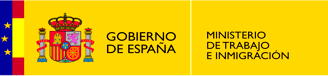 GOBIERNO
DE ESPAÑA
MINISTERIO
DE TRABAJO
E INMIGRACIÓN